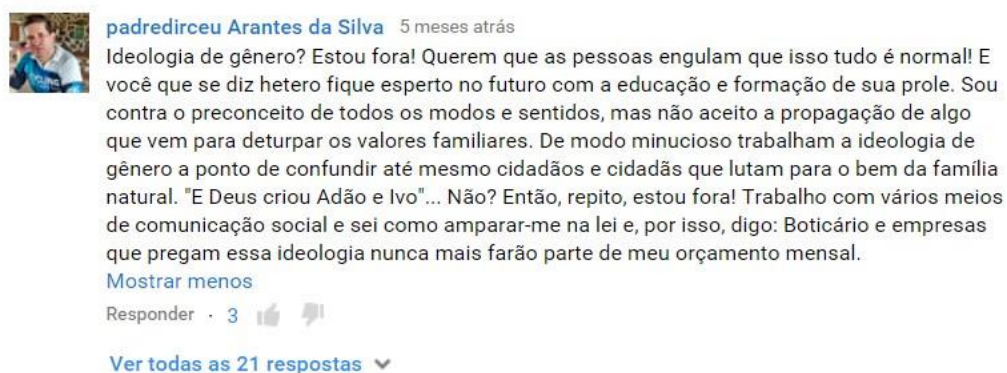 padredirceu Arantes da Silva 5 meses atrás
Ideologia de gênero? Estou fora! Querem que as pessoas engulam que isso tudo é normal! E
você que se diz hetero fique esperto no futuro com a educação e formação de sua prole. Sou
contra o preconceito de todos os modos e sentidos, mas não aceito a propagação de algo
que vem para deturpar os valores familiares. De modo minucioso trabalham a ideologia de
gênero a ponto de confundir até mesmo cidadãos e cidadãs que lutam para o bem da família
natural. "E Deus criou Adão e Ivo"... Não? Então, repito, estou fora! Trabalho com vários meios
de comunicação social e sei como amparar-me na lei e, por isso, digo: Boticário e empresas
que pregam essa ideologia nunca mais farão parte de meu orçamento mensal.
Mostrar menos
Responder · 3
Ver todas as 21 respostas